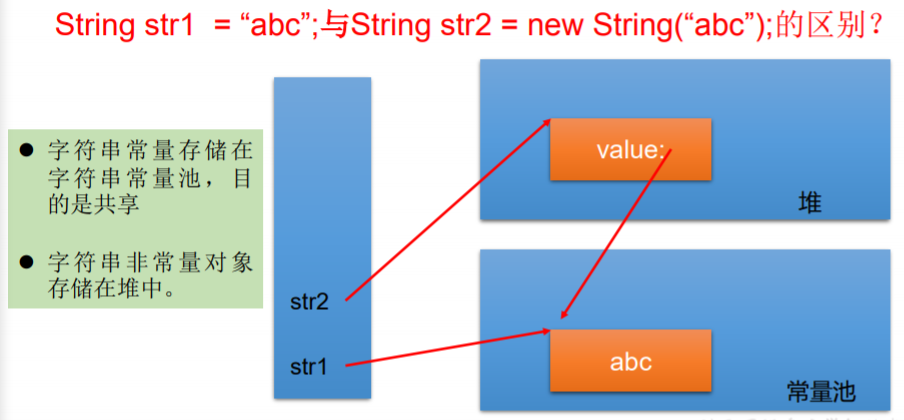 String str1 = “abc”;与String str2 = new String(“abc”);的区别？
● 字符串常量存储在
字符串常量池，目
的是共享
● 字符串非常量对象
存储在堆中。
value:
堆
str2
str1
abc
常量池